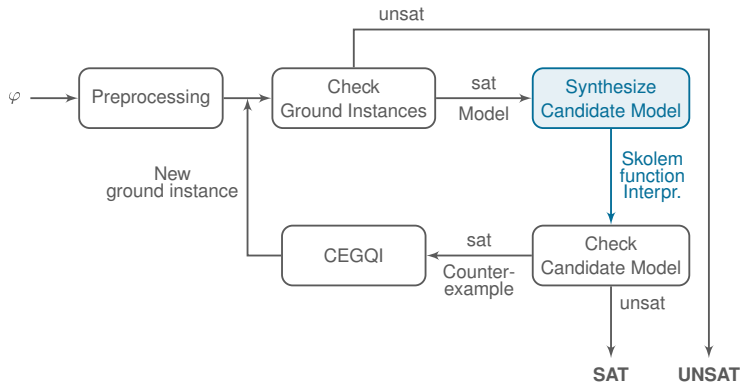 unsat
φ
Preprocessing
Check
Ground Instances
sat
Model
Synthesize
Candidate Model
New
ground instance
Skolem
function
Interpr.
CEGQI
sat
Counter-
example
Check
Candidate Model
unsat
SAT
UNSAT